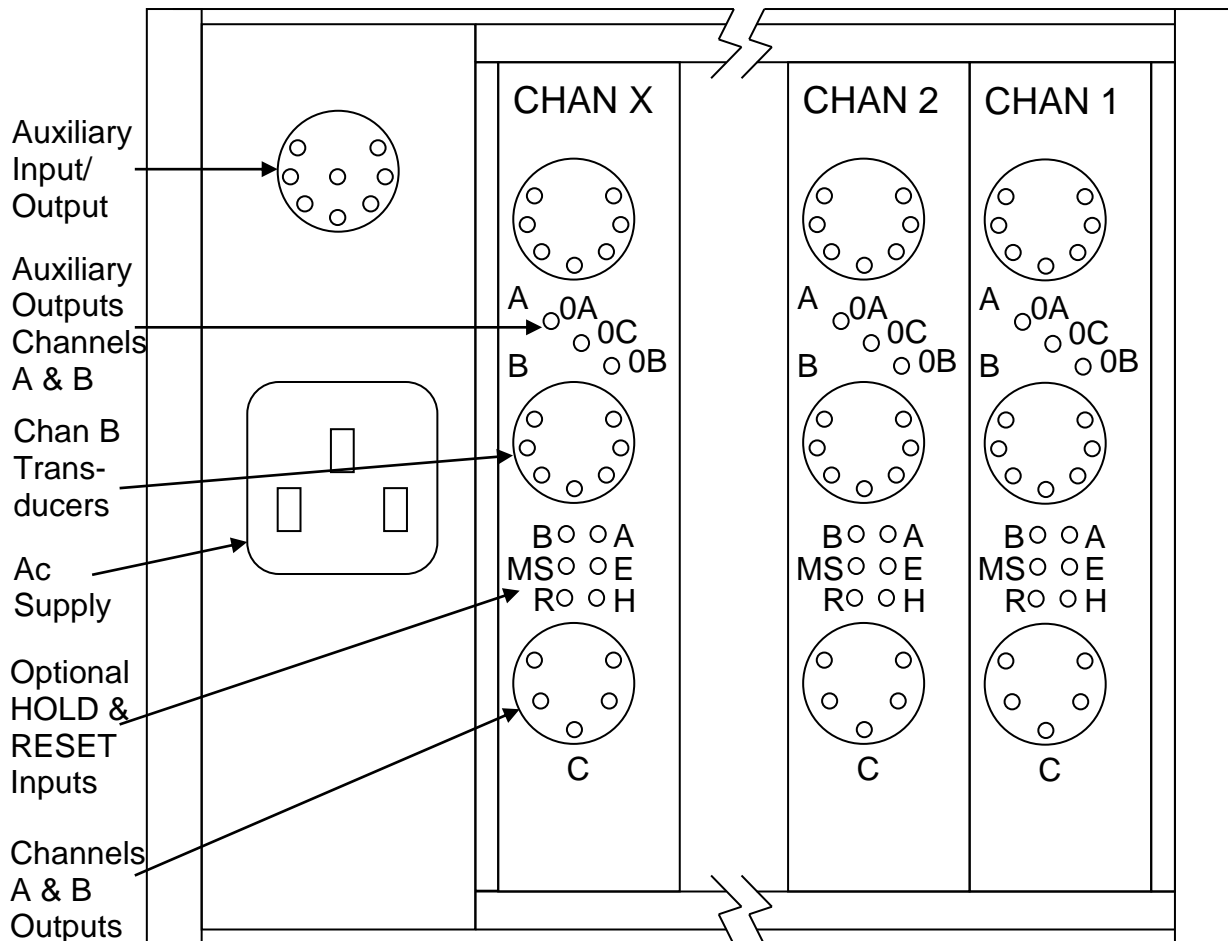 Auxiliary
Input/
Output
Auxiliary
Outputs
Channels
A & B
Chan B
Trans-
ducers
Ac
Supply
Optional
HOLD &
RESET
Inputs
Channels
A & B
Outputs
CHAN X
A
0A
0C
B
0B
B A
MS E
R H
C
CHAN 2
A
0A
0C
B
0B
B A
MS E
R H
C
CHAN 1
A
0A
0C
B
0B
B A
MS E
R H
C